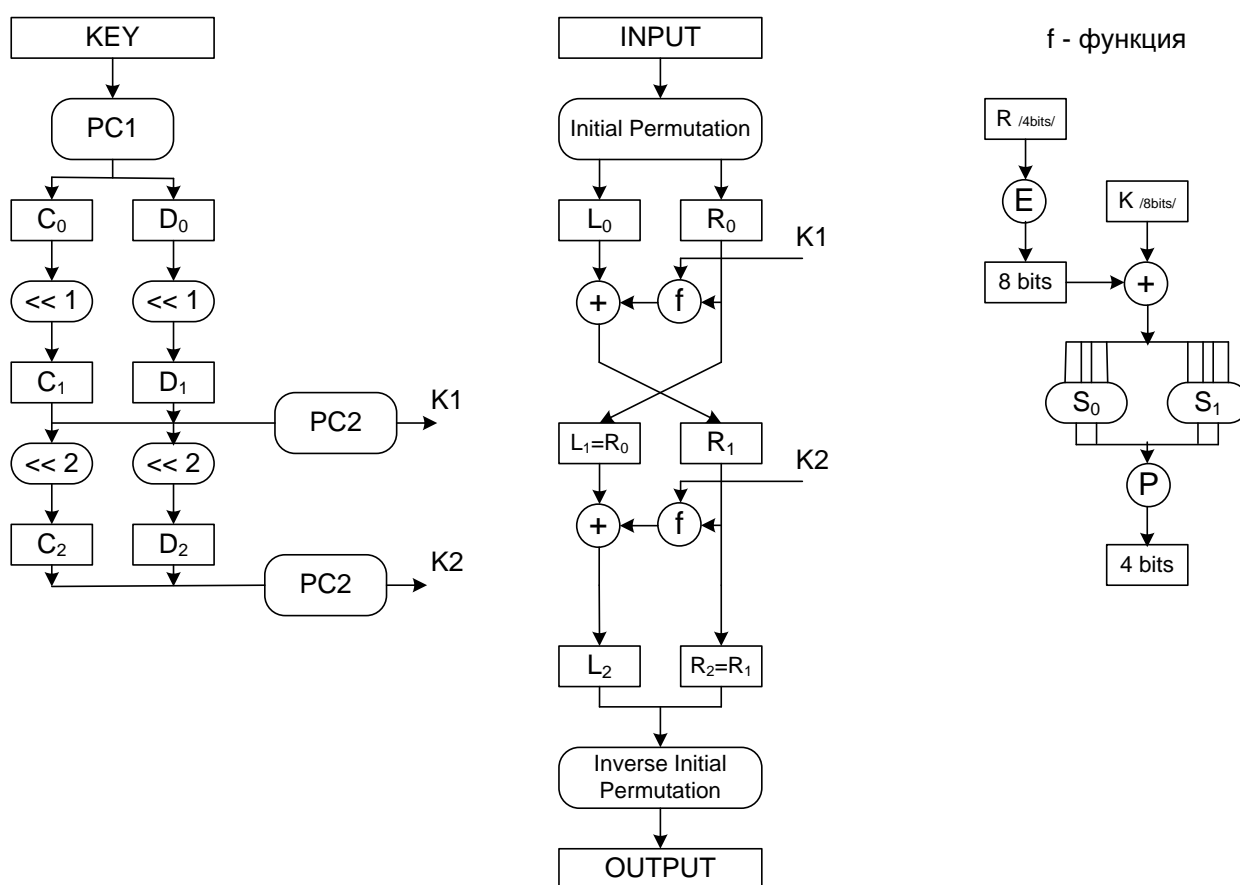 KEY
PC1
C0 D0
<< 1 << 1
C1 D1
K1
PC2
<< 2 << 2
C2 D2
K2
PC2
INPUT
Initial Permutation
L0 R0
K1
+ f
L1=R0 R1
K2
+ f
L2 R2=R1
Inverse Initial
Permutation
OUTPUT
f - функция
R /4bits/
E
K /8bits/
8 bits
+
S0 S1
P
4 bits